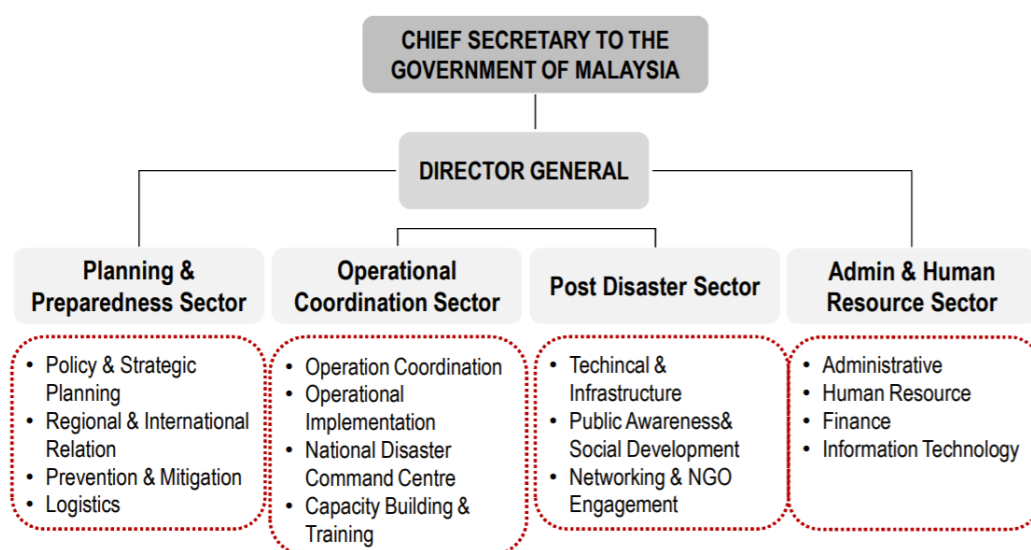 CHIEF SECRETARY TO THE
GOVERNMENT OF MALAYSIA
DIRECTOR GENERAL
Planning &
Preparedness Sector
• Policy & Strategic
Planning
• Regional & International
Relation
• Prevention & Mitigation
• Logistics
Operational
Coordination Sector
• Operation Coordination
• Operational
Implementation
• National Disaster
Command Centre
• Capacity Building &
Training
Post Disaster Sector
• Techincal &
Infrastructure
• Public Awareness&
Social Development
• Networking & NGO
Engagement
Admin & Human
Resource Sector
• Administrative
• Human Resource
• Finance
• Information Technology